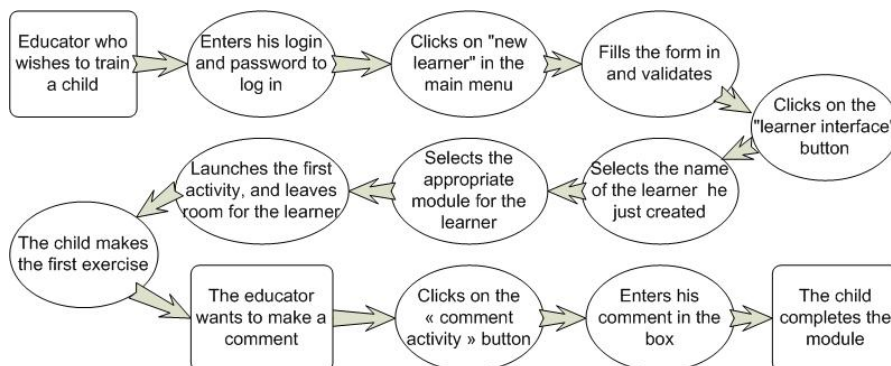 Educator who
wishes to train
a child
Enters his login
and password to
log in
Clicks on "new
learner" in the
main menu
Fills the form in
and validates
Clicks on the
"learner interface"
button
Selects the name
of the learner he
just created
Selects the
appropriate
module for the
learner
Launches the first
activity, and leaves
room for the learner
The child makes
the first exercise
The educator
wants to make a
comment
Clicks on the
« comment
activity » button
Enters his
comment in the
box
The child
completes the
module